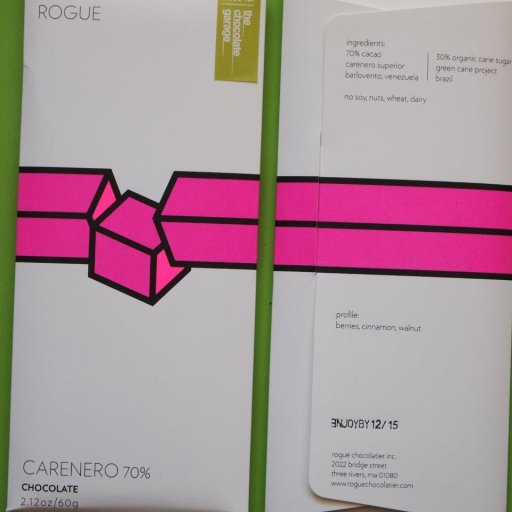 ROGUE
the
chocolate
garage
CARENERO 70%
CHOCOLATE
2.12oz/60g
ingredients:
70% cacao
carenero superior
barlovento, venezuela
30% organic cane sugar
green cane project
brazil
no soy, nuts, wheat, dairy
profile:
berries, cinnamon, walnut
ENJOYBY 12/ 15
rogue chocolatier inc.
2022 bridge street
three rivers, ma 01080
www.roguechocolatier.com